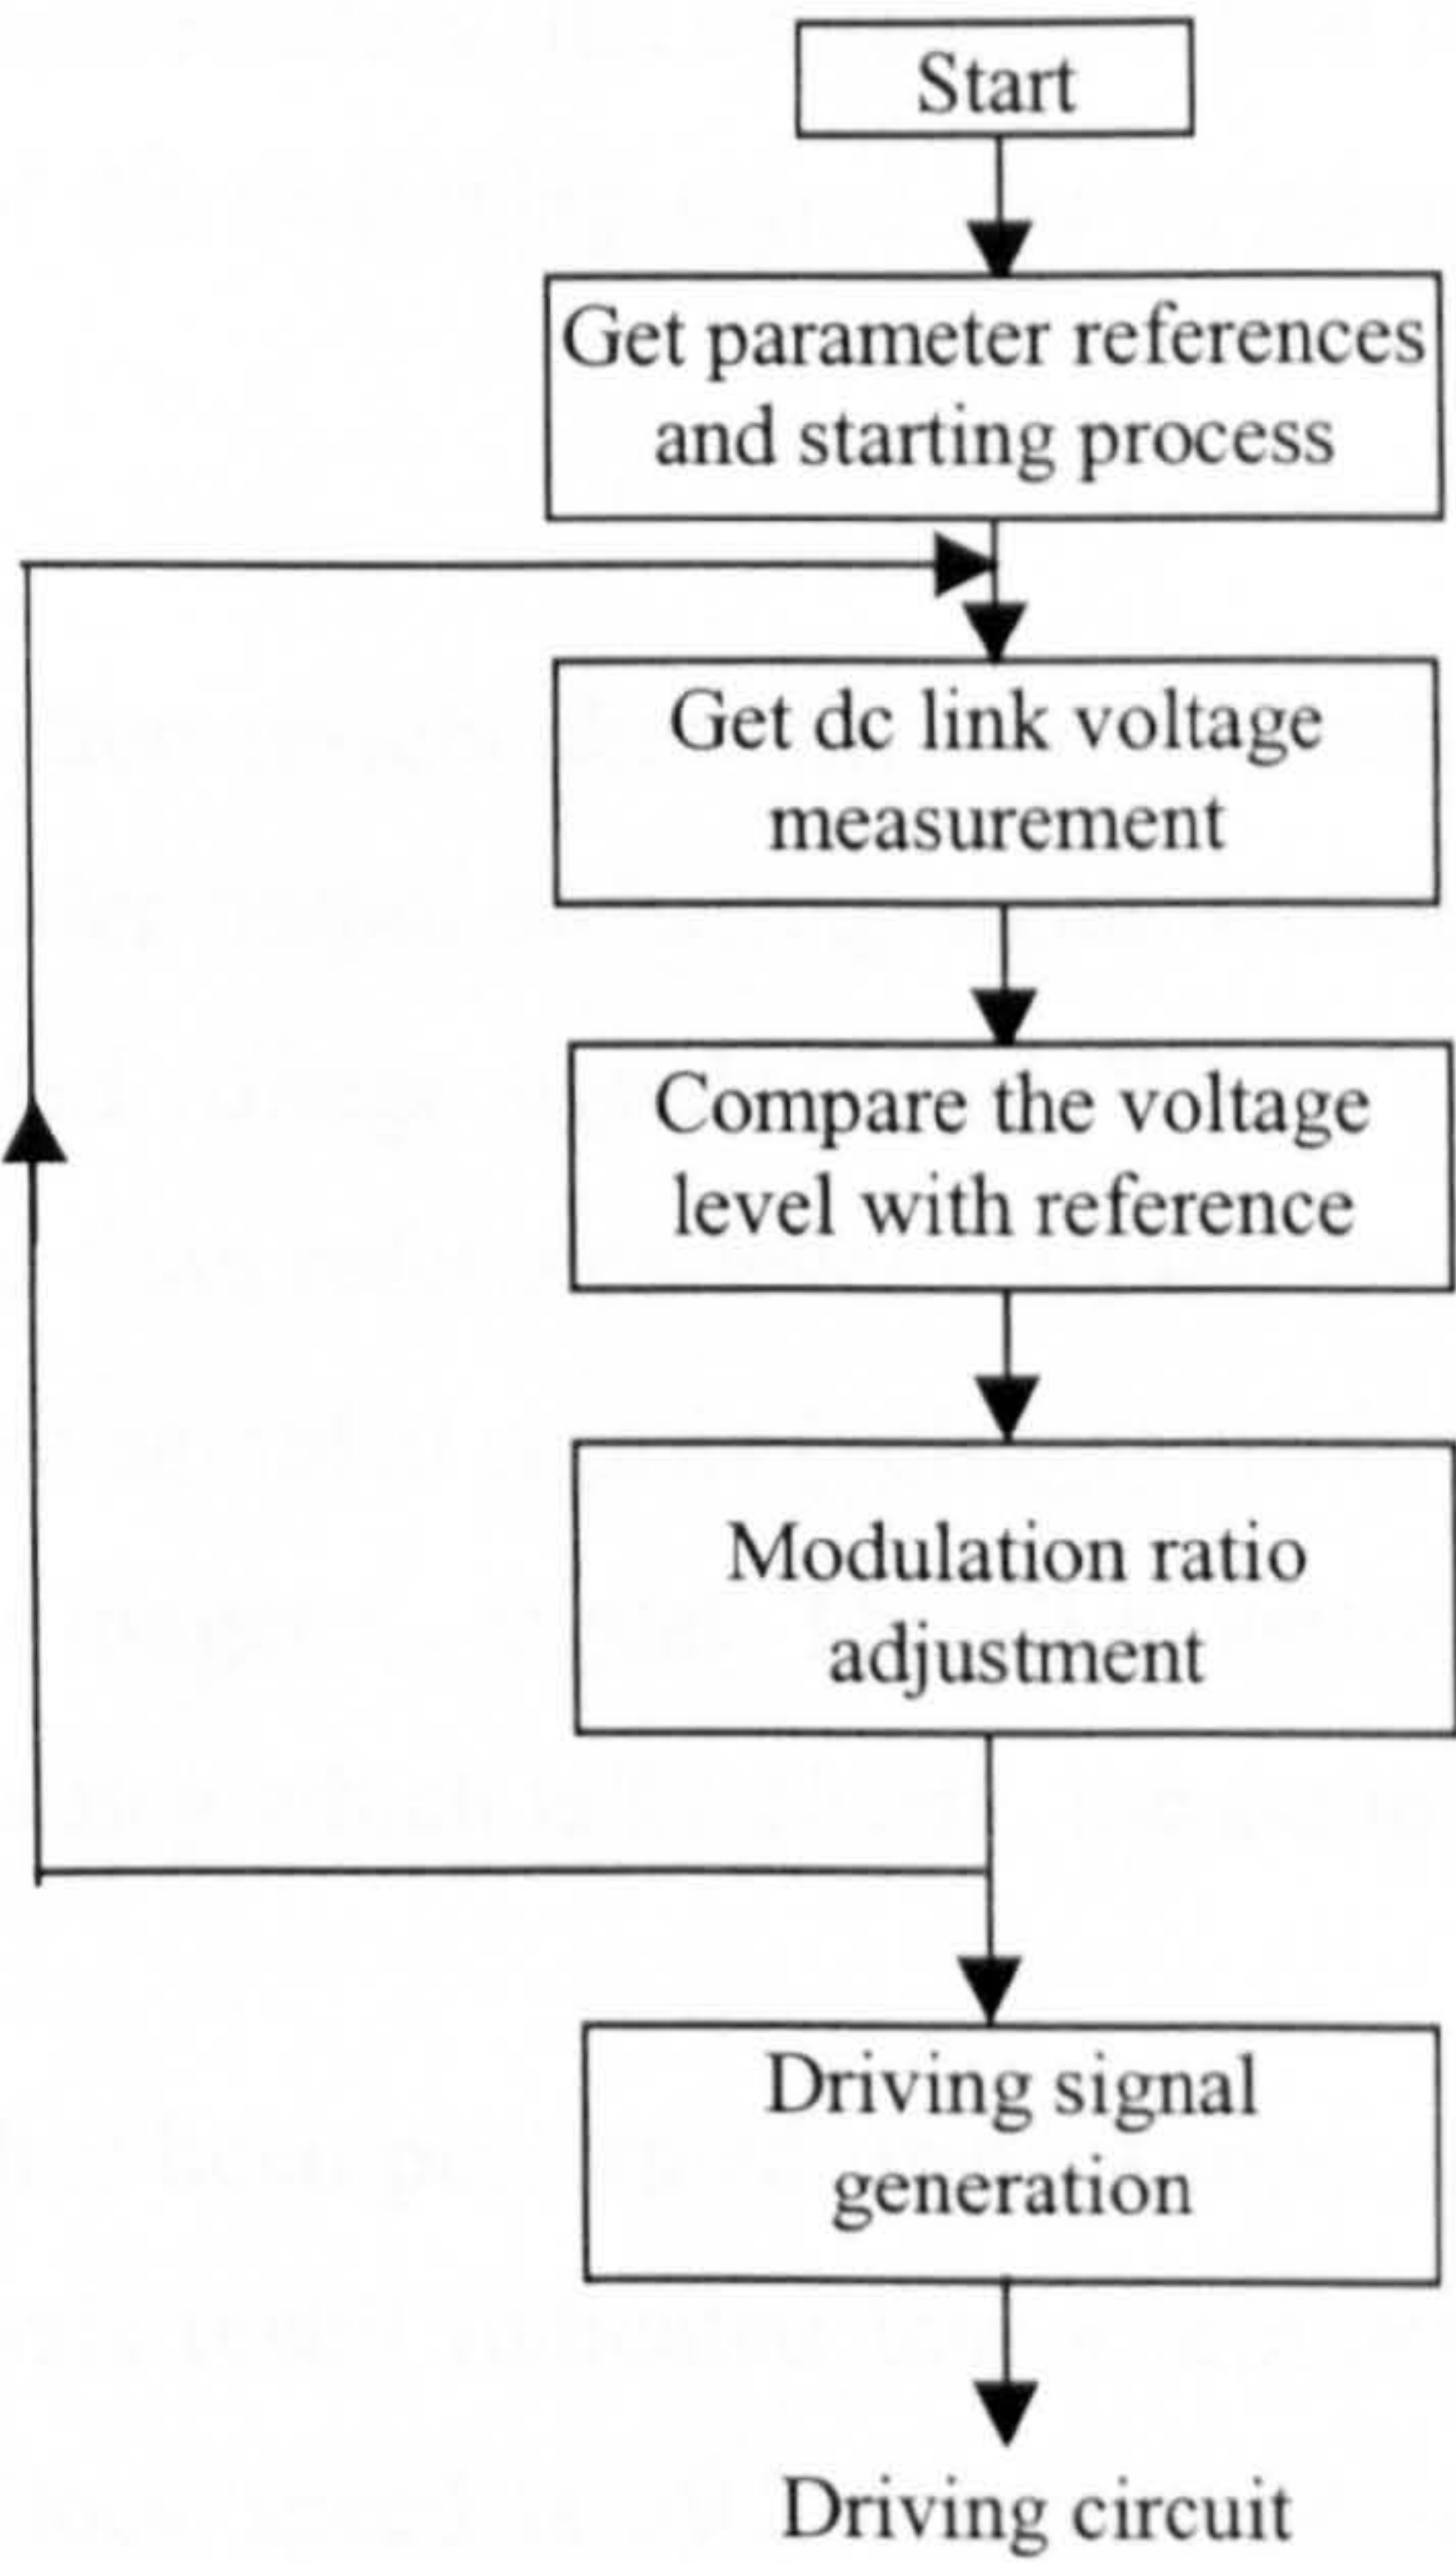 Start
Get parameter references
and starting process
Get dc link voltage
measurement
Compare the voltage
level with reference
Modulation ratio
adjustment
Driving signal
generation
Driving circuit